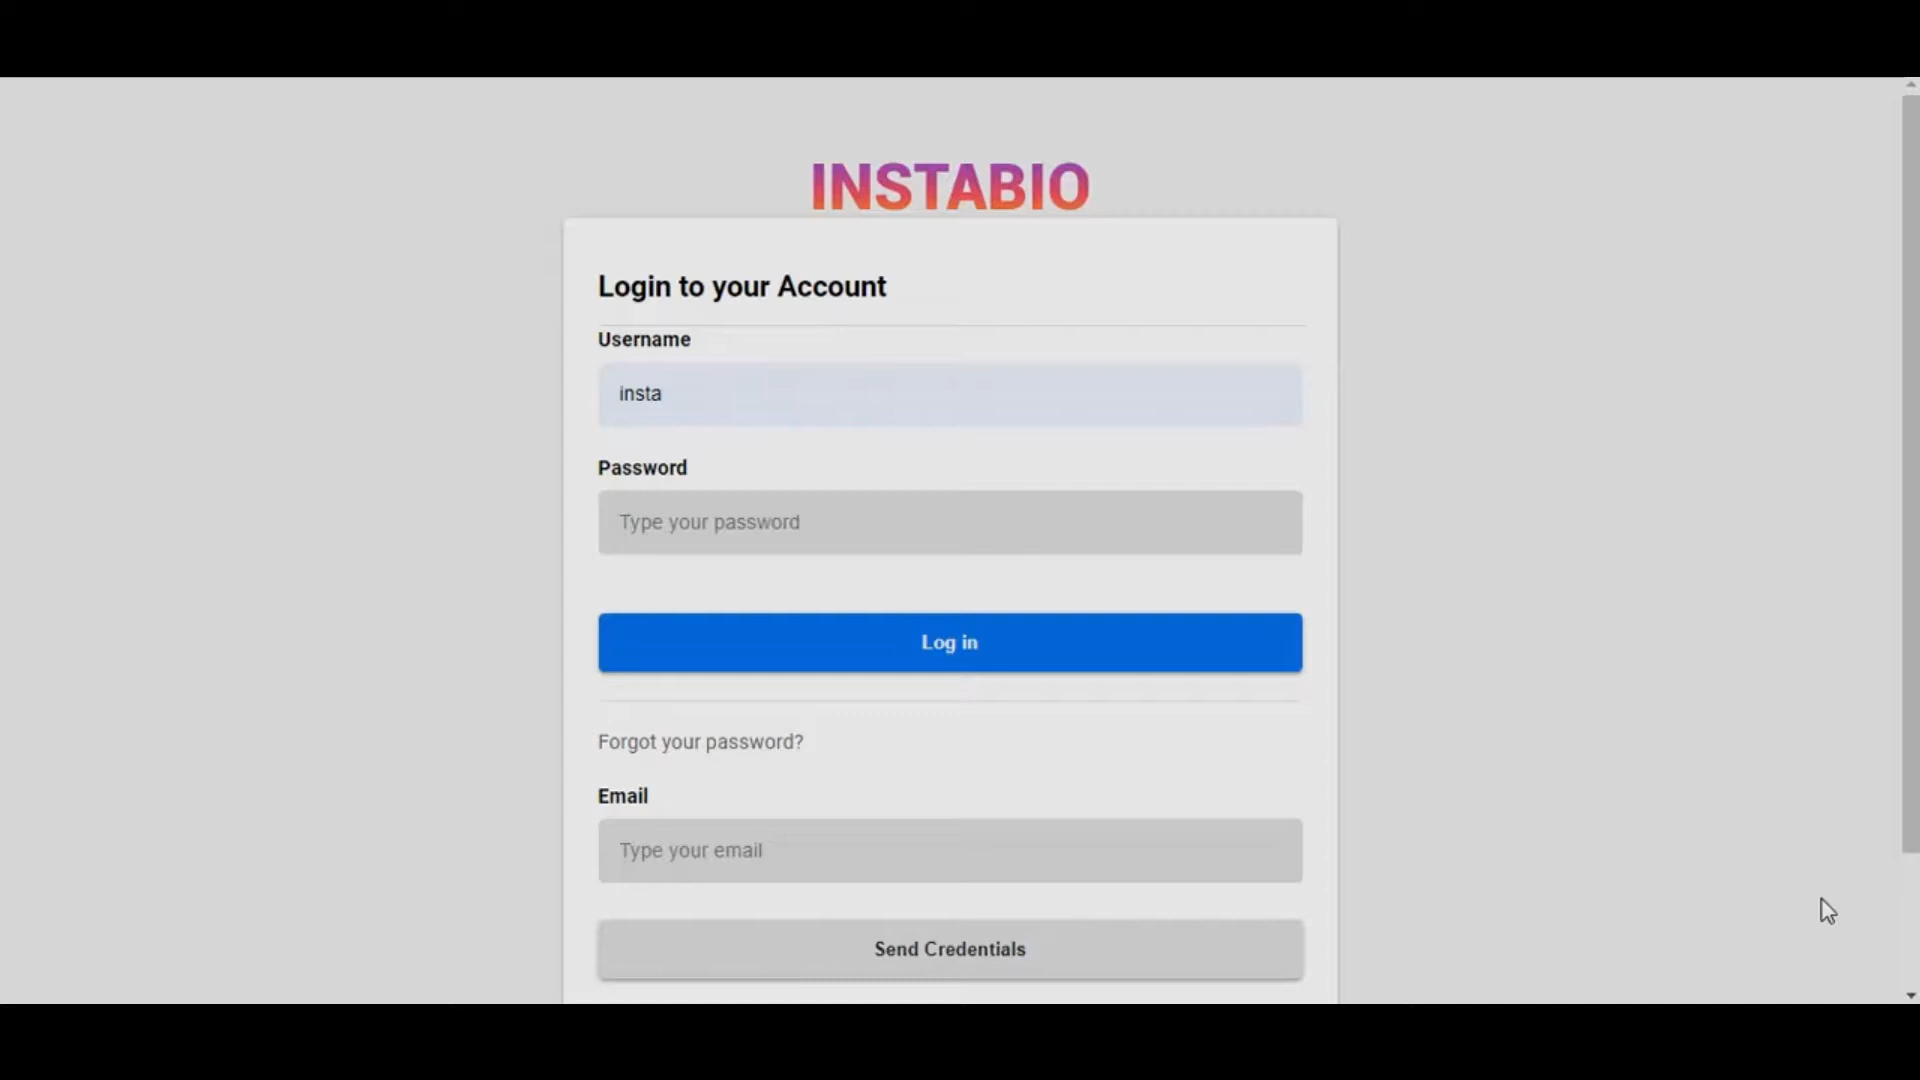 INSTABIO
Login to your Account
Username
insta
Password
Type your password
Log in
Forgot your password?
Email
Type your email
Send Credentials